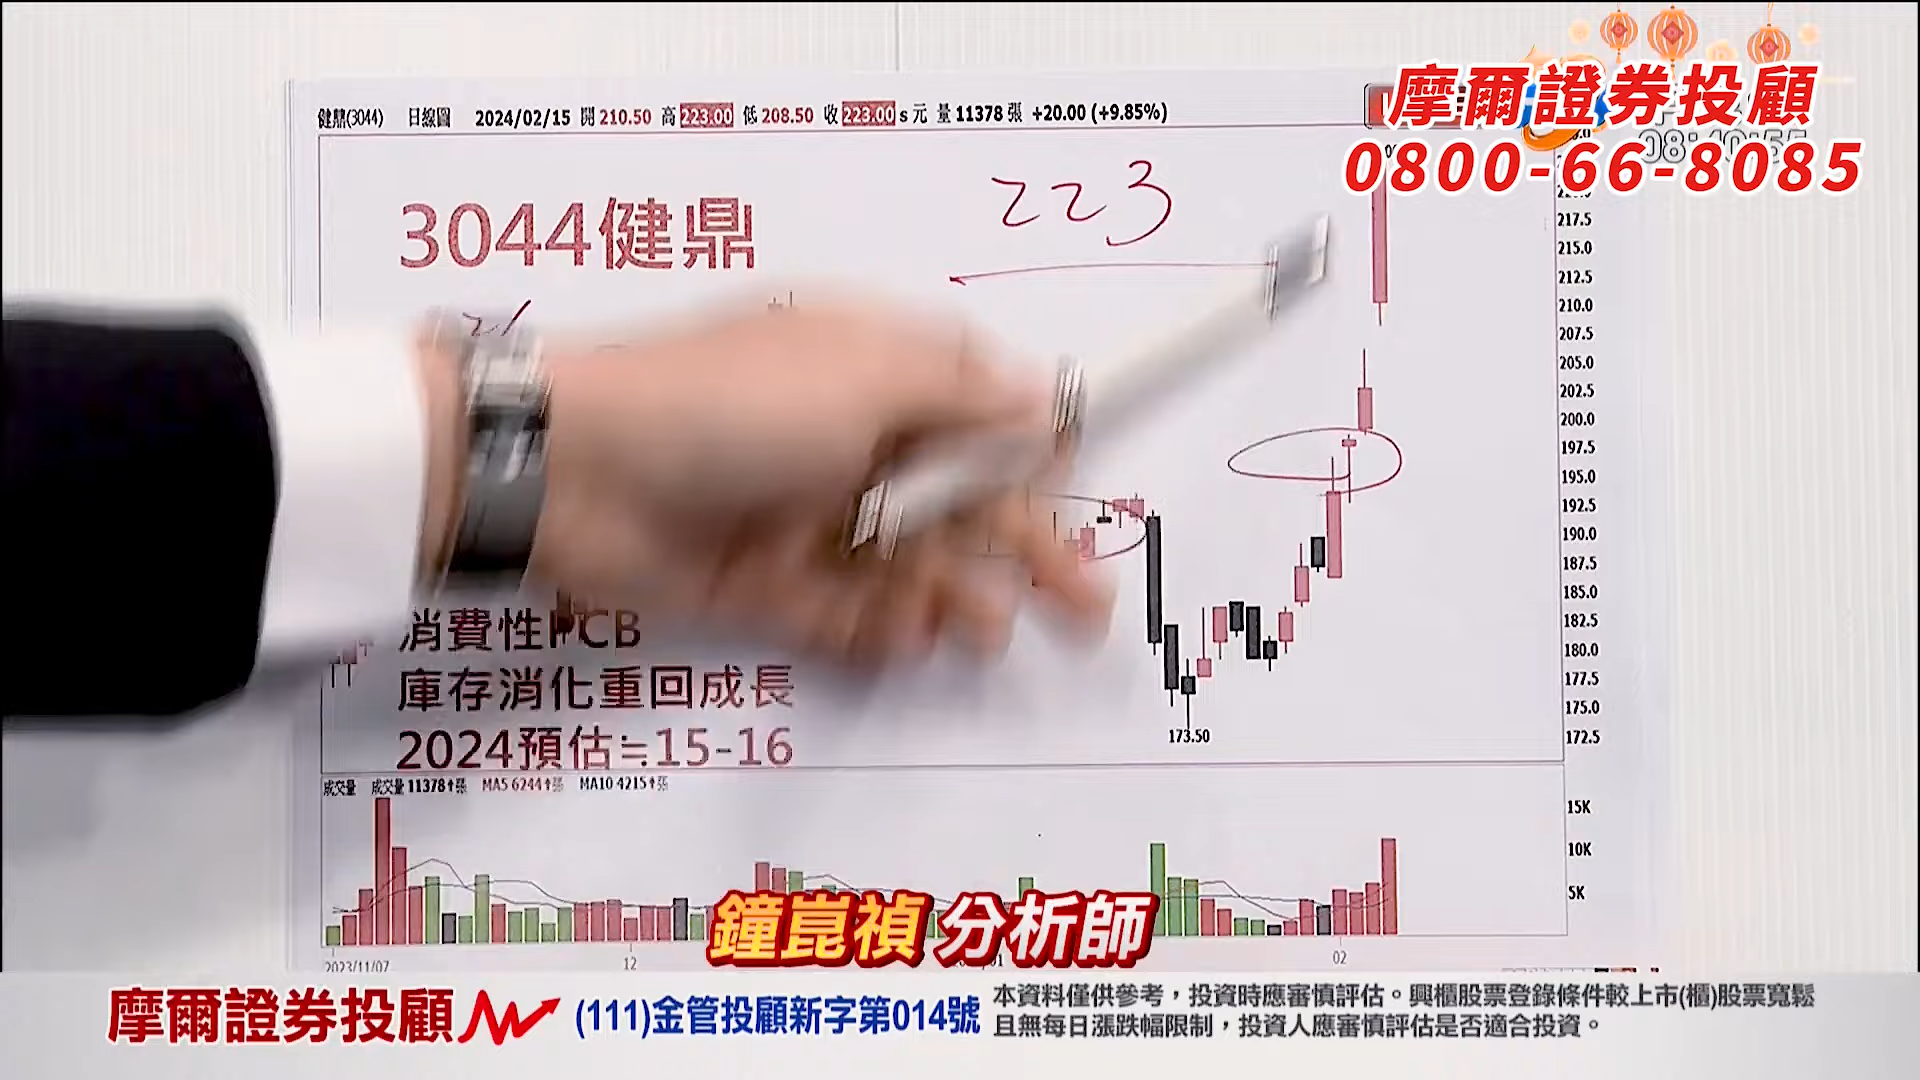 摩爾證券投顧
0800-66-8085
健鼎(3044) 日線圖 2024/02/15 開 210.50 高 223.00 低 208.50 收 223.00 s 元 量 11378 張 +20.00 (+9.85%)
223
3044健鼎
217.5
215.0
212.5
210.0
207.5
205.0
202.5
200.0
197.5
195.0
192.5
190.0
187.5
185.0
182.5
180.0
177.5
175.0
172.5
173.50
消費性PCB
庫存消化重回成長
2024預估≒15-16
成交量 成交量 11378↑張 MA5 6244↑張 MA10 4215↑張
15K
10K
5K
2023/11/07 12 02
鐘崑禎 分析師
摩爾證券投顧 (111)金管投顧新字第014號
本資料僅供參考，投資時應審慎評估。興櫃股票登錄條件較上市(櫃)股票寬鬆
且無每日漲跌幅限制，投資人應審慎評估是否適合投資。